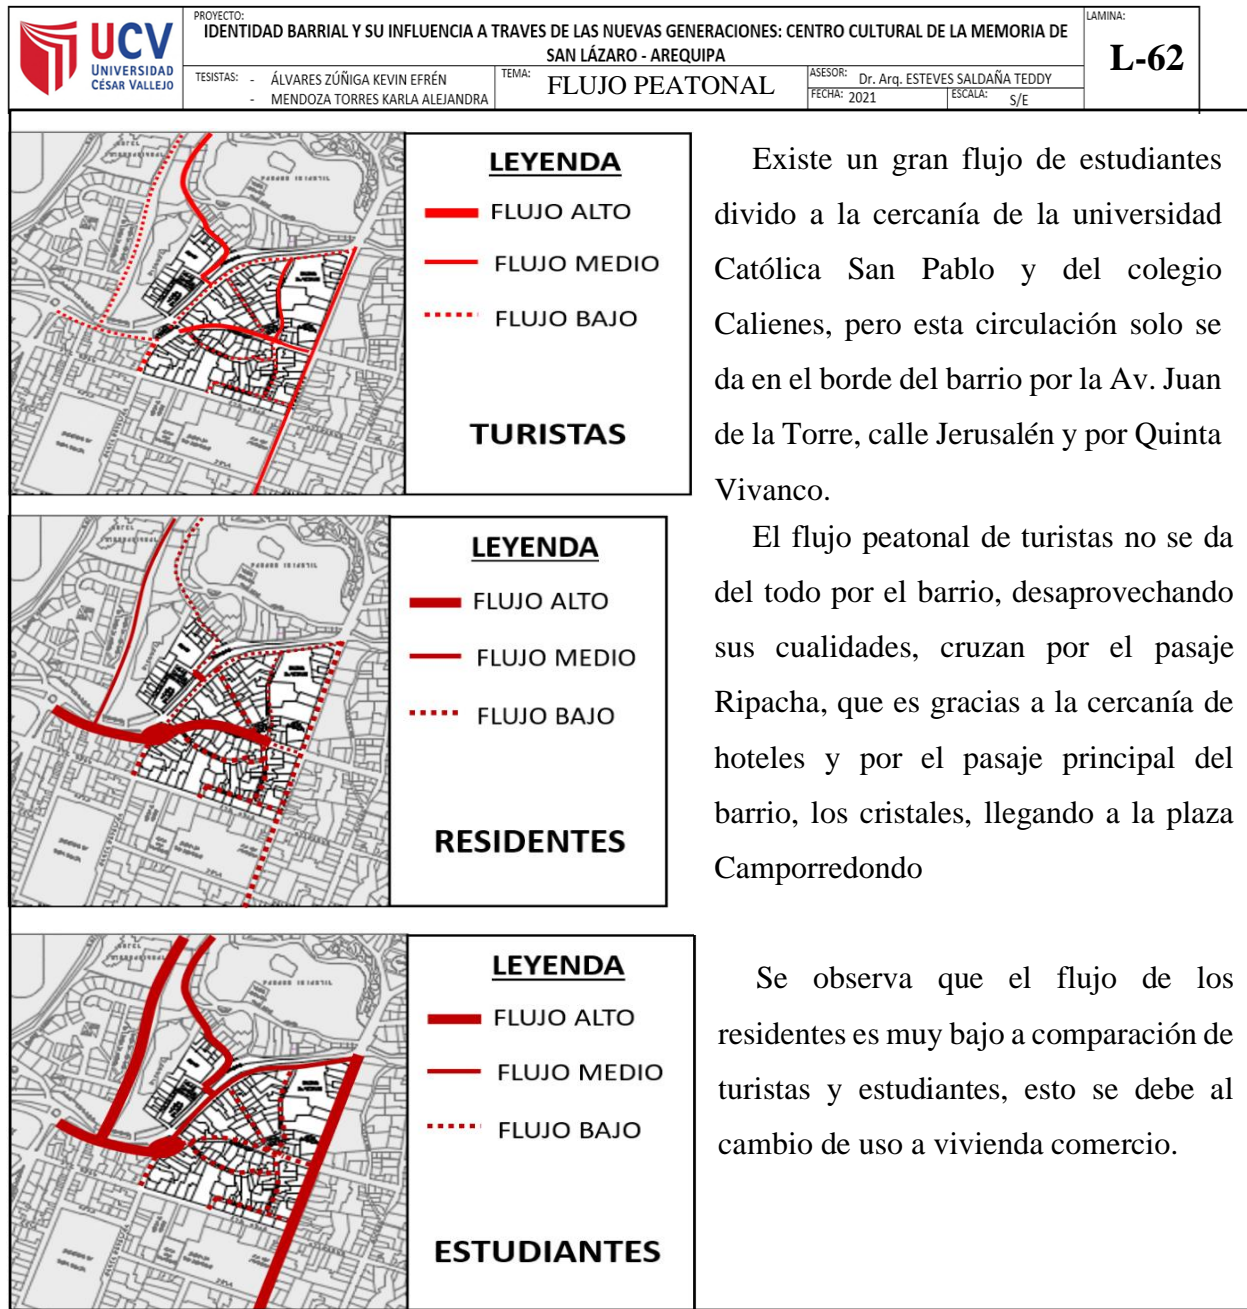 UCV
UNIVERSIDAD
CÉSAR VALLEJO
PROYECTO:
IDENTIDAD BARRIAL Y SU INFLUENCIA A TRAVES DE LAS NUEVAS GENERACIONES: CENTRO CULTURAL DE LA MEMORIA DE
SAN LÁZARO - AREQUIPA
TESISTAS: - ÁLVARES ZÚÑIGA KEVIN EFRÉN
- MENDOZA TORRES KARLA ALEJANDRA
TEMA:
FLUJO PEATONAL
ASESOR: Dr. Arq. ESTEVES SALDAÑA TEDDY
FECHA: 2021
ESCALA: S/E
LAMINA:
L-62
LEYENDA
FLUJO ALTO
FLUJO MEDIO
FLUJO BAJO
TURISTAS
LEYENDA
FLUJO ALTO
FLUJO MEDIO
FLUJO BAJO
RESIDENTES
LEYENDA
FLUJO ALTO
FLUJO MEDIO
FLUJO BAJO
ESTUDIANTES
Existe un gran flujo de estudiantes
divido a la cercanía de la universidad
Católica San Pablo y del colegio
Calienes, pero esta circulación solo se
da en el borde del barrio por la Av. Juan
de la Torre, calle Jerusalén y por Quinta
Vivanco.
El flujo peatonal de turistas no se da
del todo por el barrio, desaprovechando
sus cualidades, cruzan por el pasaje
Ripacha, que es gracias a la cercanía de
hoteles y por el pasaje principal del
barrio, los cristales, llegando a la plaza
Camporredondo
Se observa que el flujo de los
residentes es muy bajo a comparación de
turistas y estudiantes, esto se debe al
cambio de uso a vivienda comercio.